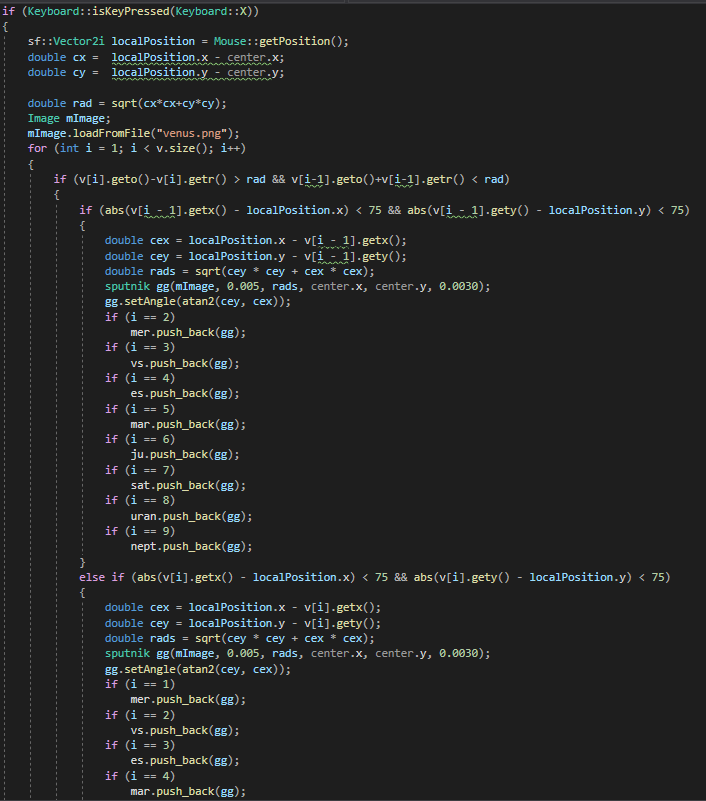 if (Keyboard::isKeyPressed(Keyboard::X))
{
sf::Vector2i localPosition = Mouse::getPosition();
double cx =  localPosition.x - center.x;
double cy =  localPosition.y - center.y;
double rad = sqrt(cx*cx+cy*cy);
Image mImage;
mImage.loadFromFile("venus.png");
for (int i = 1; i < v.size(); i++)
{
if (v[i].geto()-v[i].getr() > rad && v[i-1].geto()+v[i-1].getr() < rad)
{
if (abs(v[i - 1].getx() - localPosition.x) < 75 && abs(v[i - 1].gety() - localPosition.y) < 75)
{
double cex = localPosition.x - v[i - 1].getx();
double cey = localPosition.y - v[i - 1].gety();
double rads = sqrt(cey * cey + cex * cex);
sputnik gg(mImage, 0.005, rads, center.x, center.y, 0.0030);
gg.setAngle(atan2(cey, cex));
if (i == 2)
mer.push_back(gg);
if (i == 3)
vs.push_back(gg);
if (i == 4)
es.push_back(gg);
if (i == 5)
mar.push_back(gg);
if (i == 6)
ju.push_back(gg);
if (i == 7)
sat.push_back(gg);
if (i == 8)
uran.push_back(gg);
if (i == 9)
nept.push_back(gg);
}
else if (abs(v[i].getx() - localPosition.x) < 75 && abs(v[i].gety() - localPosition.y) < 75)
{
double cex = localPosition.x - v[i].getx();
double cey = localPosition.y - v[i].gety();
double rads = sqrt(cey * cey + cex * cex);
sputnik gg(mImage, 0.005, rads, center.x, center.y, 0.0030);
gg.setAngle(atan2(cey, cex));
if (i == 1)
mer.push_back(gg);
if (i == 2)
vs.push_back(gg);
if (i == 3)
es.push_back(gg);
if (i == 4)
mar.push_back(gg);